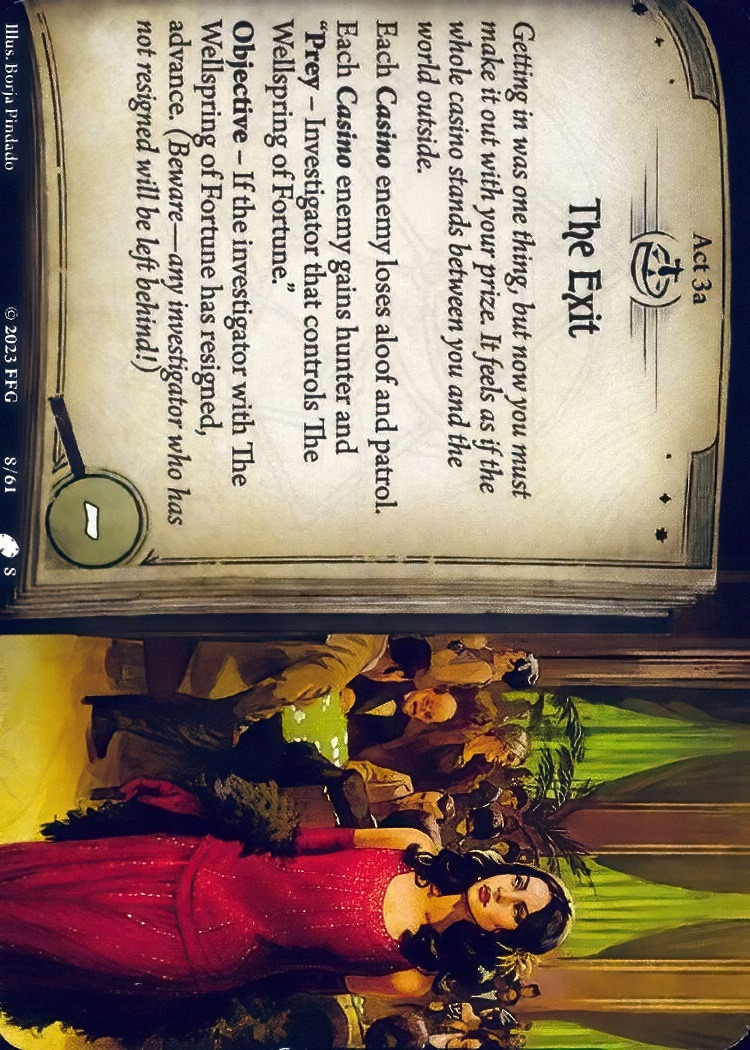 Act 3a
The Exit
Getting in was one thing, but now you must
make it out with your prize. It feels as if the
whole casino stands between you and the
world outside.
Each Casino enemy loses aloof and patrol.
Each Casino enemy gains hunter and
“Prey – Investigator that controls The
Wellspring of Fortune.”
Objective – If the investigator with The
Wellspring of Fortune has resigned,
advance. (Beware—any investigator who has
not resigned will be left behind!)
–
Illus. Borja Pindado © 2023 FFG 8/61 8